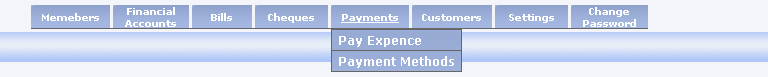 Memebers
Financial
Accounts
Bills
Cheques
Payments
Customers
Settings
Change
Password
Pay Expence
Payment Methods